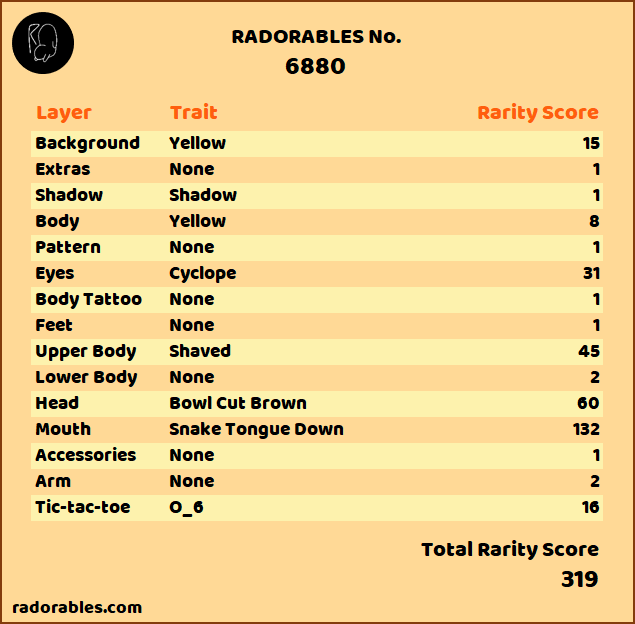 RADORABLES No.
6880
Layer Trait Rarity Score
Background Yellow 15
Extras None 1
Shadow Shadow 1
Body Yellow 8
Pattern None 1
Eyes Cyclope 31
Body Tattoo None 1
Feet None 1
Upper Body Shaved 45
Lower Body None 2
Head Bowl Cut Brown 60
Mouth Snake Tongue Down 132
Accessories None 1
Arm None 2
Tic-tac-toe O_6 16
Total Rarity Score
319
radorables.com